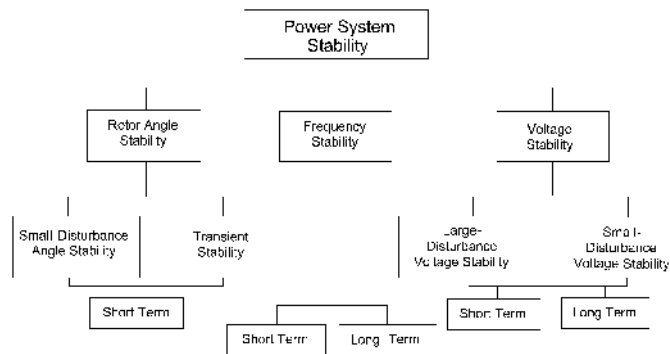 Power System
Stability
Rotor Angle
Stability
Frequency
Stability
Voltage
Stability
Small Disturbance
Angle Stability
Transient
Stability
Large-
Disturbance
Voltage Stability
Small-
Disturbance
Voltage Stability
Short Term
Short Term
Long Term
Short Term
Long Term